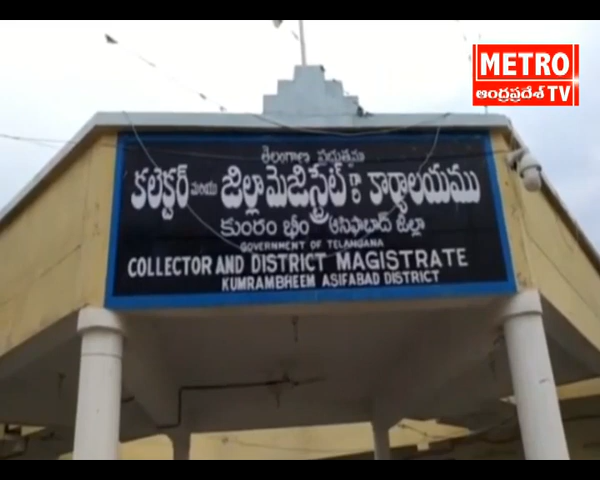 METRO
ఆంధ్రప్రదేశ్ TV
తెలంగాణ ప్రభుత్వము
కలెక్టర్ మరియు జిల్లా మెజిస్ట్రేట్ కార్యాలయము
కుంరం భీం ఆసిఫాబాద్ జిల్లా
GOVERNMENT OF TELANGANA
COLLECTOR AND DISTRICT MAGISTRATE
KUMRAMBHEEM ASIFABAD DISTRICT